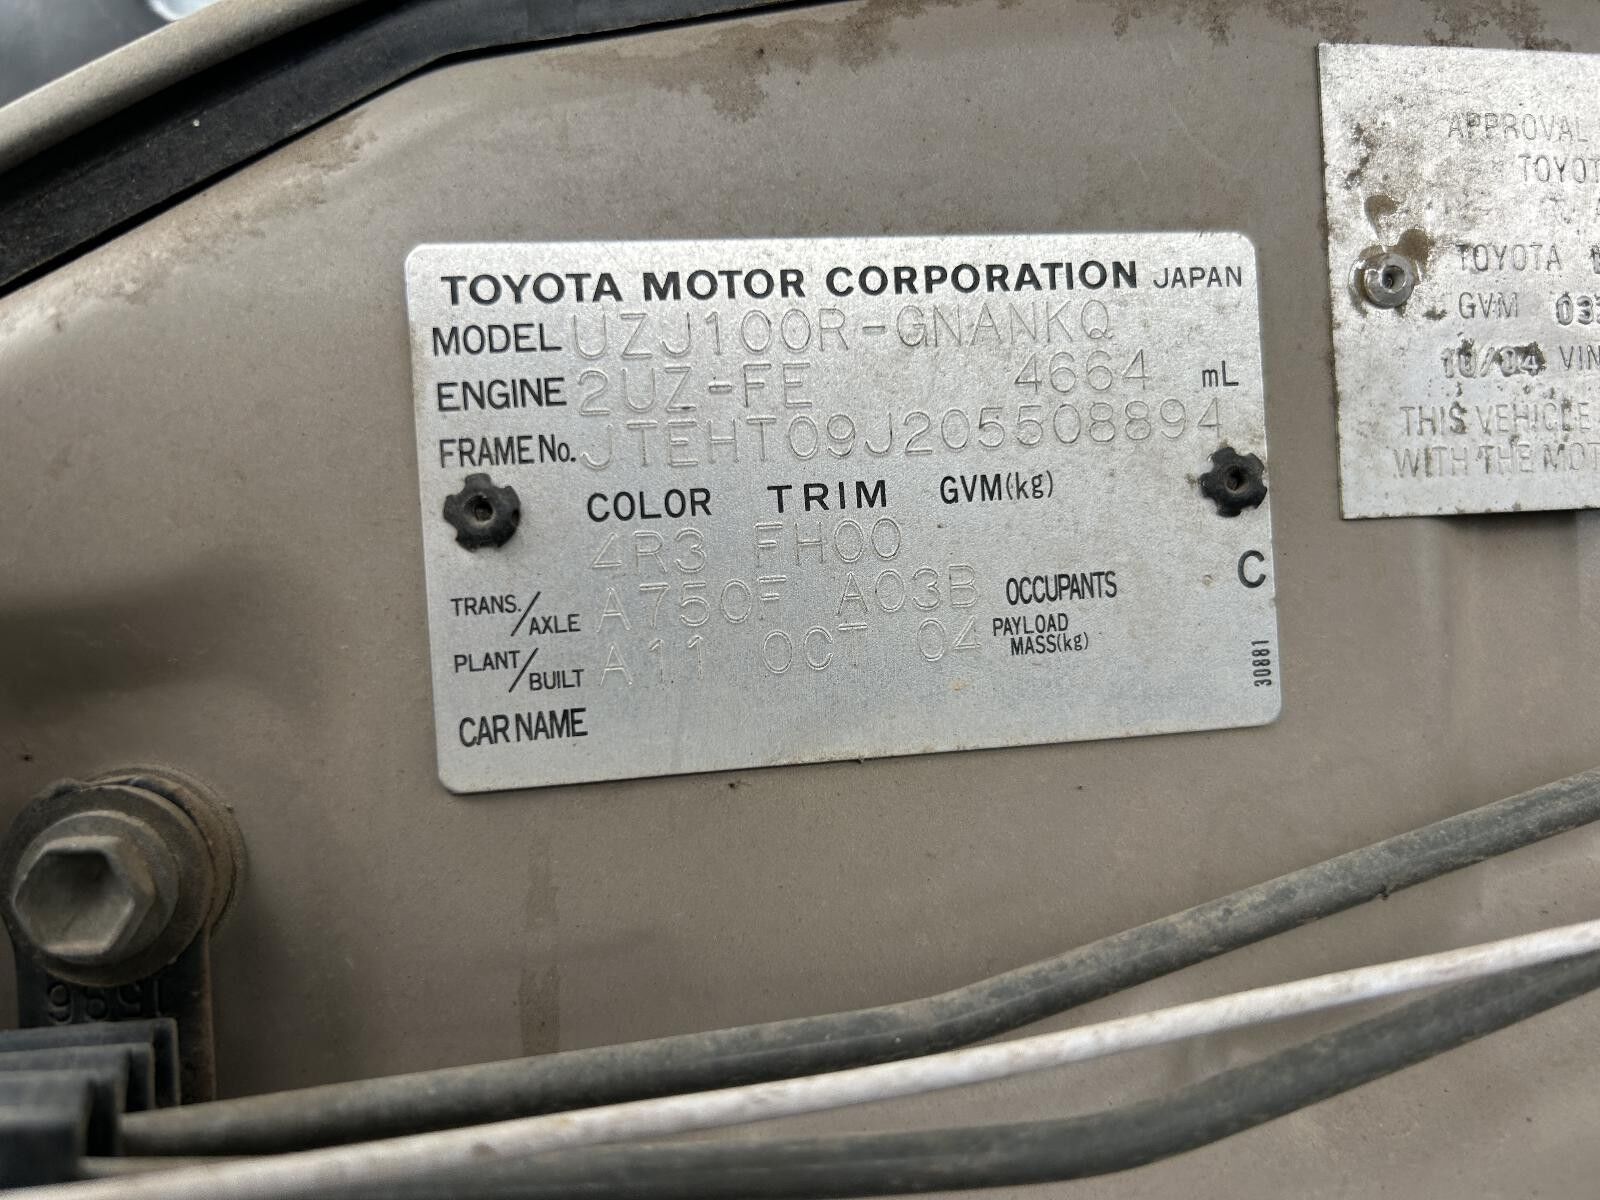 TOYOTA MOTOR CORPORATION JAPAN
MODEL UZJ100R-GNANKQ
ENGINE 2UZ-FE 4664 mL
FRAME No. JTEHT09J205508894
COLOR TRIM GVM(kg)
4R3 FH00
TRANS./AXLE A750F A03B OCCUPANTS
C
PLANT/BUILT A11 OCT 04 PAYLOAD MASS(kg)
30881
CAR NAME
APPROVAL
TOYOTA
GVM
10/04 VIN
THIS VEHICLE
WITH THE
1596